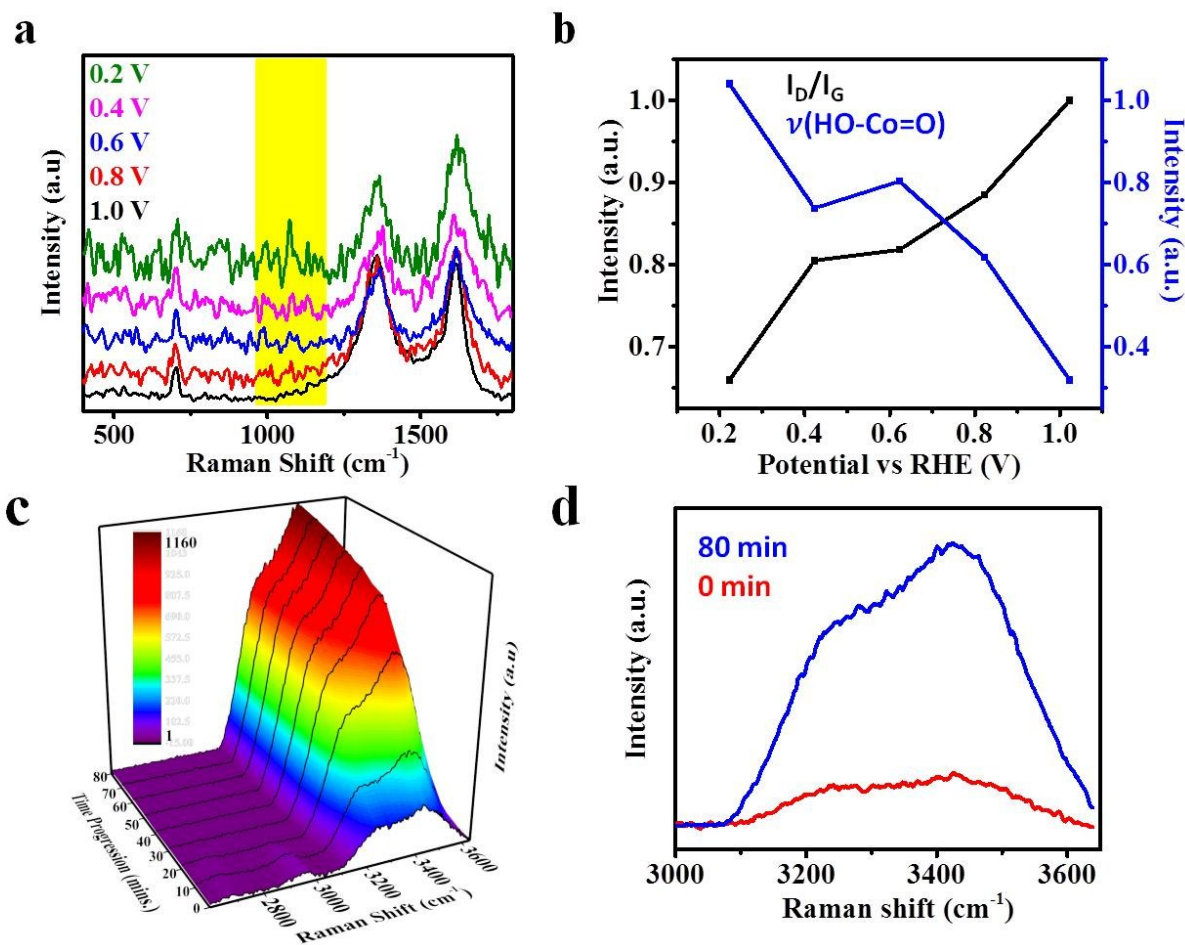 a
0.2 V
0.4 V
0.6 V
0.8 V
1.0 V
Intensity (a.u)
500 1000 1500
Raman Shift (cm-1)
b
ID/IG
ν(HO-Co=O)
1.0
0.9
0.8
0.7
Intensity (a.u.)
1.0
0.8
0.6
0.4
Intensity (a.u.)
0.2 0.4 0.6 0.8 1.0
Potential vs RHE (V)
c
1160
1
80
70
60
50
40
30
20
10
0
Time Progression (mins.)
2800 3000 3200 3400 3600
Raman Shift (cm-1)
Intensity (a.u)
d
80 min
0 min
Intensity (a.u.)
3000 3200 3400 3600
Raman shift (cm-1)